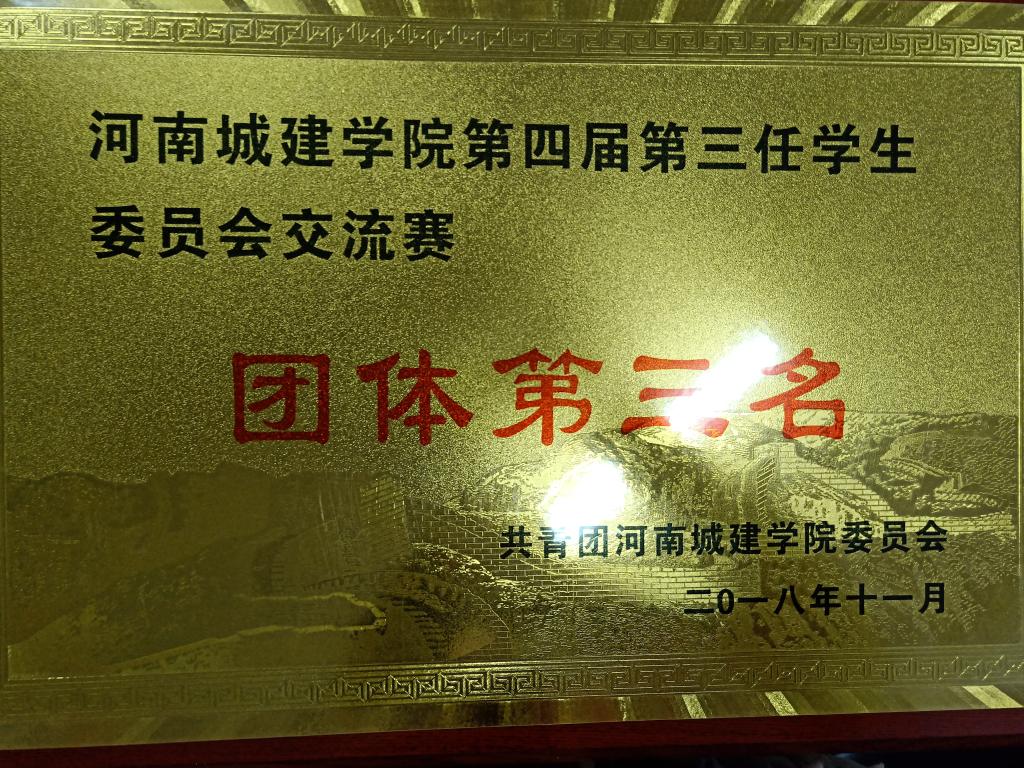 河南城建学院第四届第三任学生
委员会交流赛
团体第三名
共青团河南城建学院委员会
二0一八年十一月